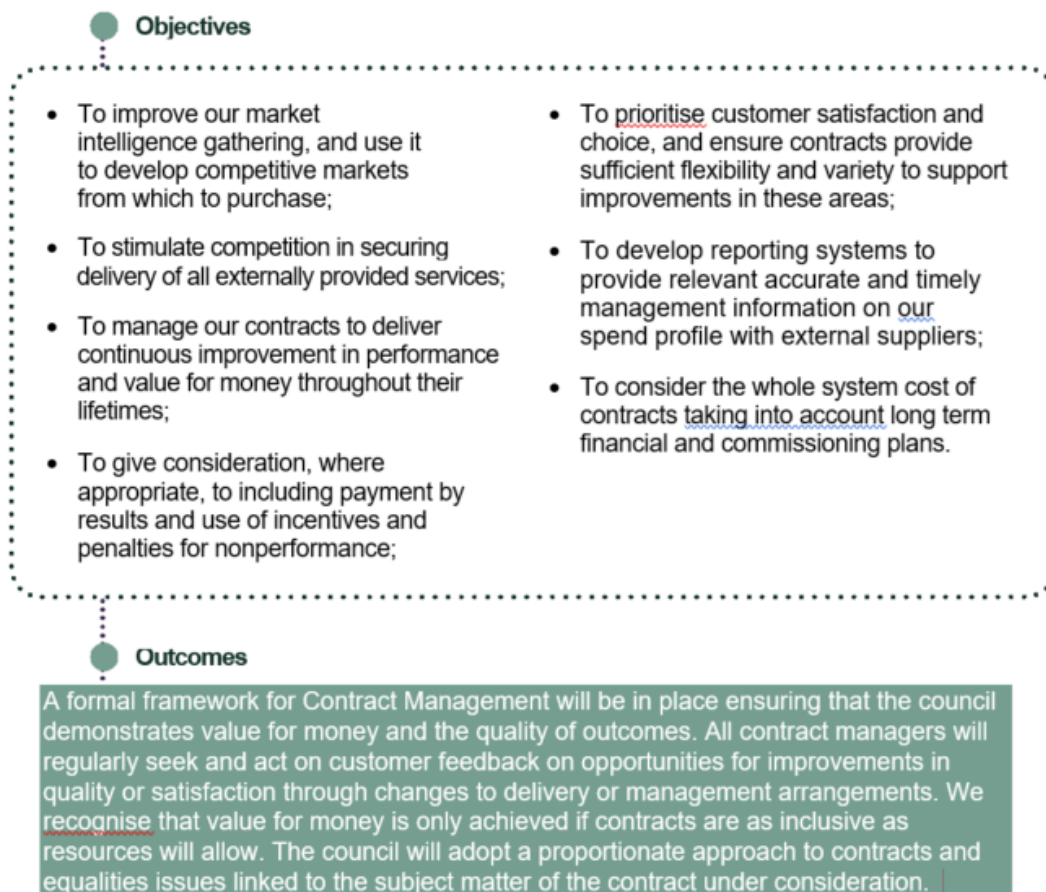 Objectives
• To improve our market
intelligence gathering, and use it
to develop competitive markets
from which to purchase;
• To stimulate competition in securing
delivery of all externally provided services;
• To manage our contracts to deliver
continuous improvement in performance
and value for money throughout their
lifetimes;
• To give consideration, where
appropriate, to including payment by
results and use of incentives and
penalties for nonperformance;
• To prioritise customer satisfaction and
choice, and ensure contracts provide
sufficient flexibility and variety to support
improvements in these areas;
• To develop reporting systems to
provide relevant accurate and timely
management information on our
spend profile with external suppliers;
• To consider the whole system cost of
contracts taking into account long term
financial and commissioning plans.
Outcomes
A formal framework for Contract Management will be in place ensuring that the council
demonstrates value for money and the quality of outcomes. All contract managers will
regularly seek and act on customer feedback on opportunities for improvements in
quality or satisfaction through changes to delivery or management arrangements. We
recognise that value for money is only achieved if contracts are as inclusive as
resources will allow. The council will adopt a proportionate approach to contracts and
equalities issues linked to the subject matter of the contract under consideration.